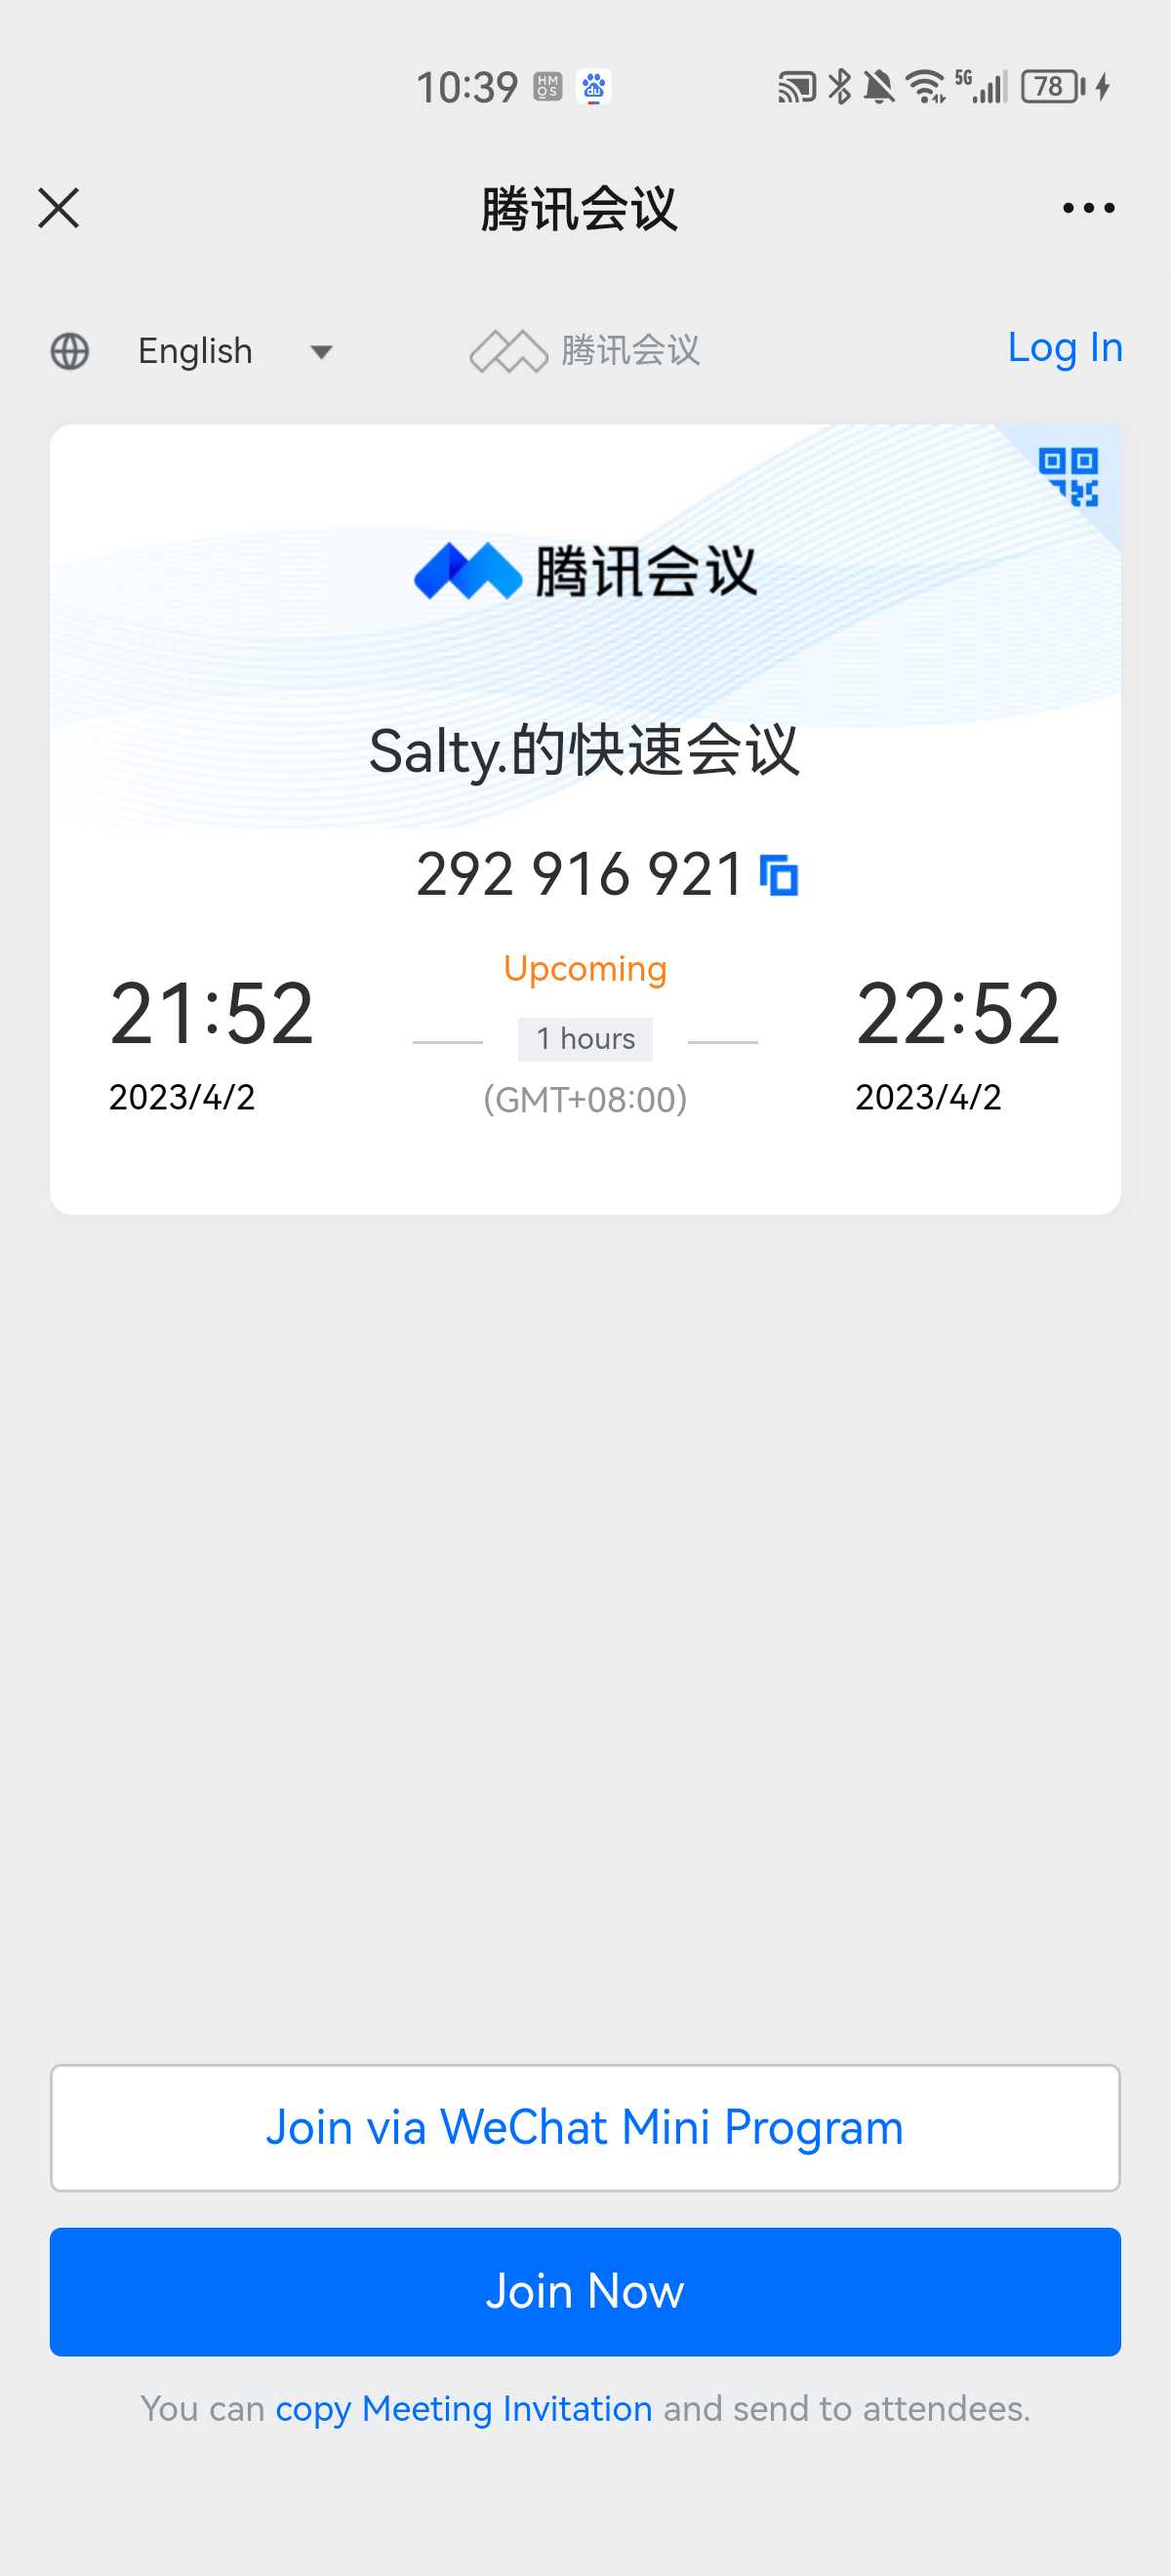 10:39 HMOS du 5G 78
腾讯会议
English 腾讯会议 Log In
腾讯会议
Salty.的快速会议
292 916 921
Upcoming
21:52 1 hours 22:52
2023/4/2 (GMT+08:00) 2023/4/2
Join via WeChat Mini Program
Join Now
You can copy Meeting Invitation and send to attendees.